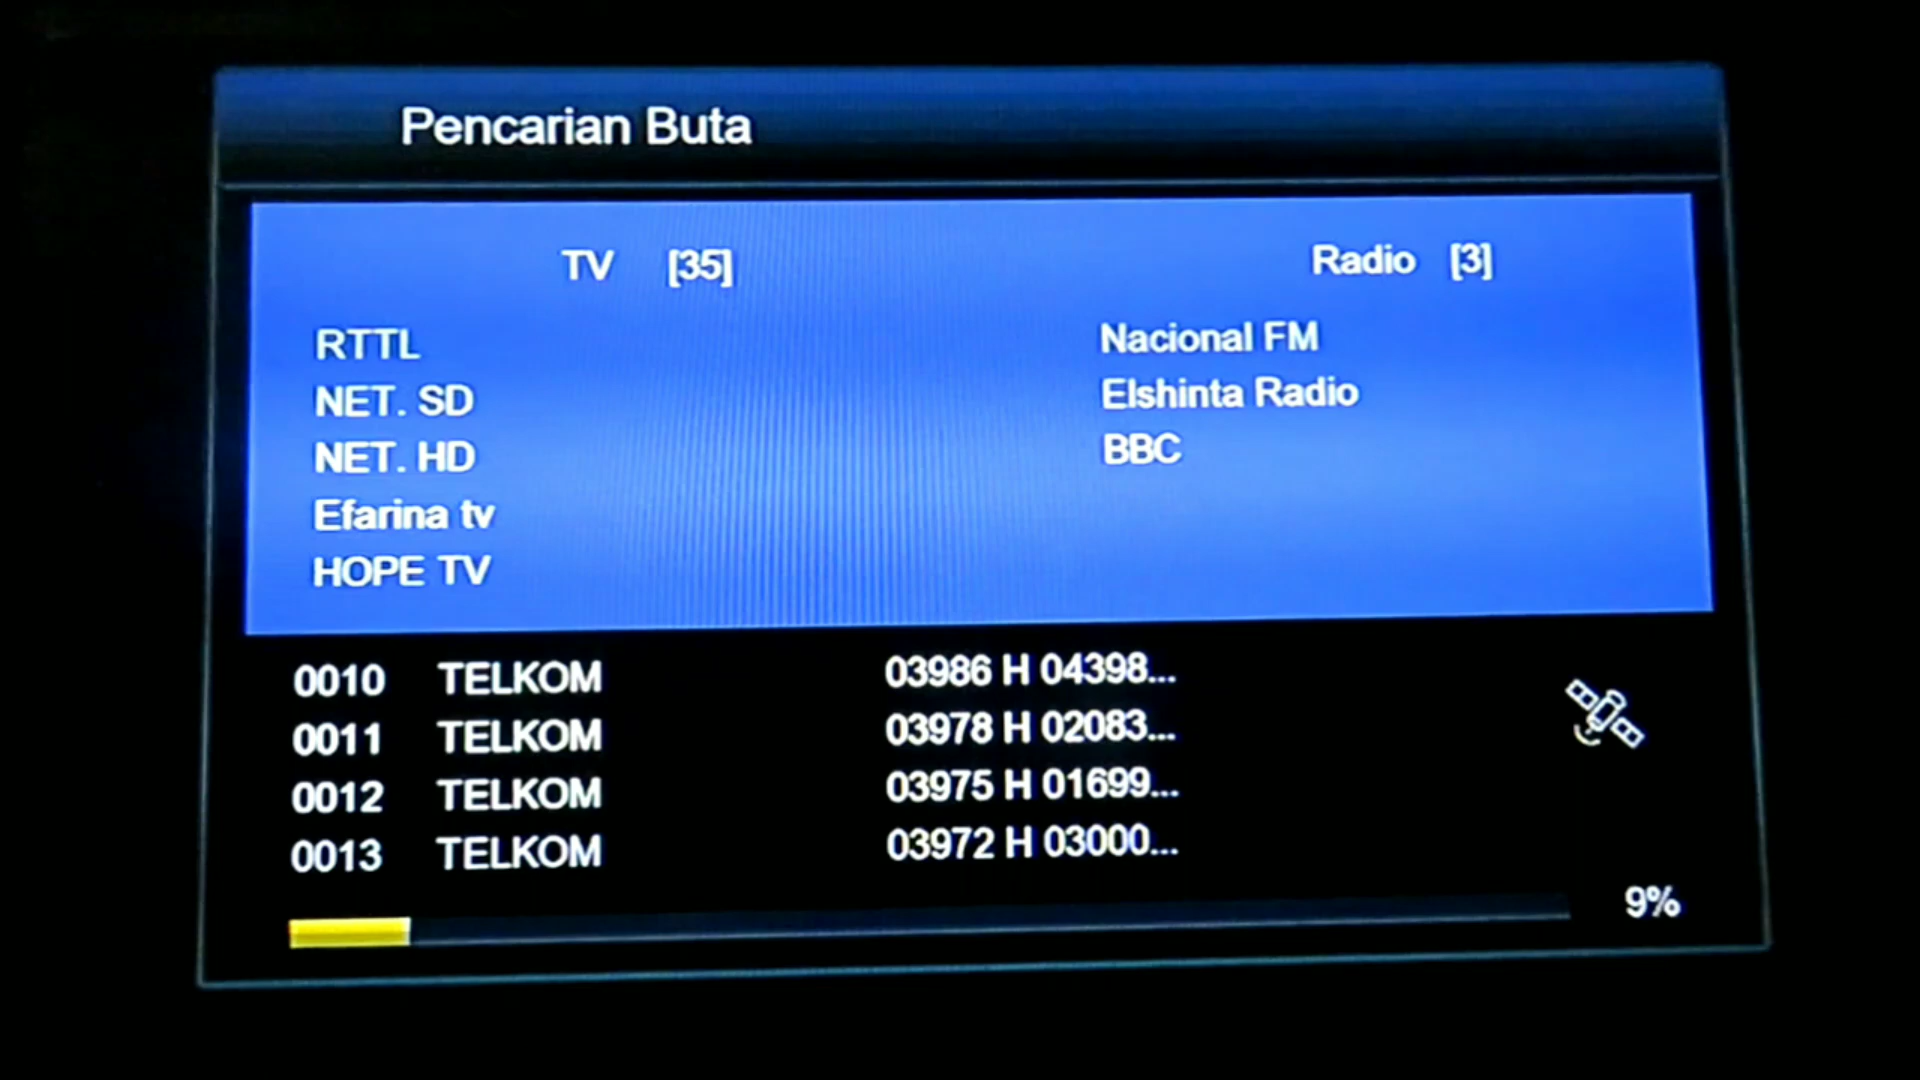 Pencarian Buta
TV [35]
RTTL
NET. SD
NET. HD
Efarina tv
HOPE TV
Radio [3]
Nacional FM
Elshinta Radio
BBC
0010 TELKOM 03986 H 04398...
0011 TELKOM 03978 H 02083...
0012 TELKOM 03975 H 01699...
0013 TELKOM 03972 H 03000...
9%